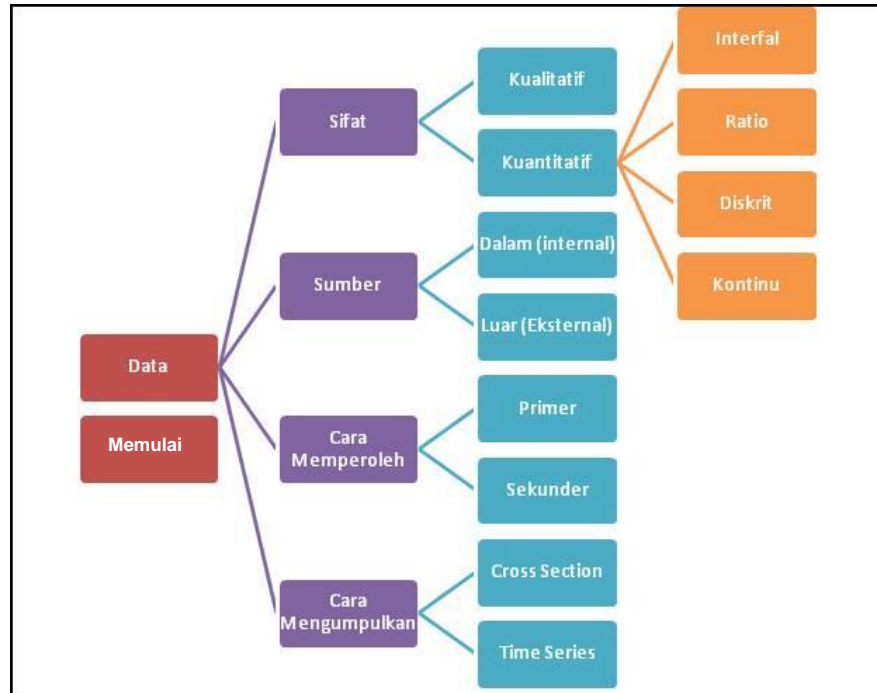 Data
Memulai
Sifat
Sumber
Cara
Memperoleh
Cara
Mengumpulkan
Kualitatif
Kuantitatif
Dalam (internal)
Luar (Eksternal)
Primer
Sekunder
Cross Section
Time Series
Interfal
Ratio
Diskrit
Kontinu